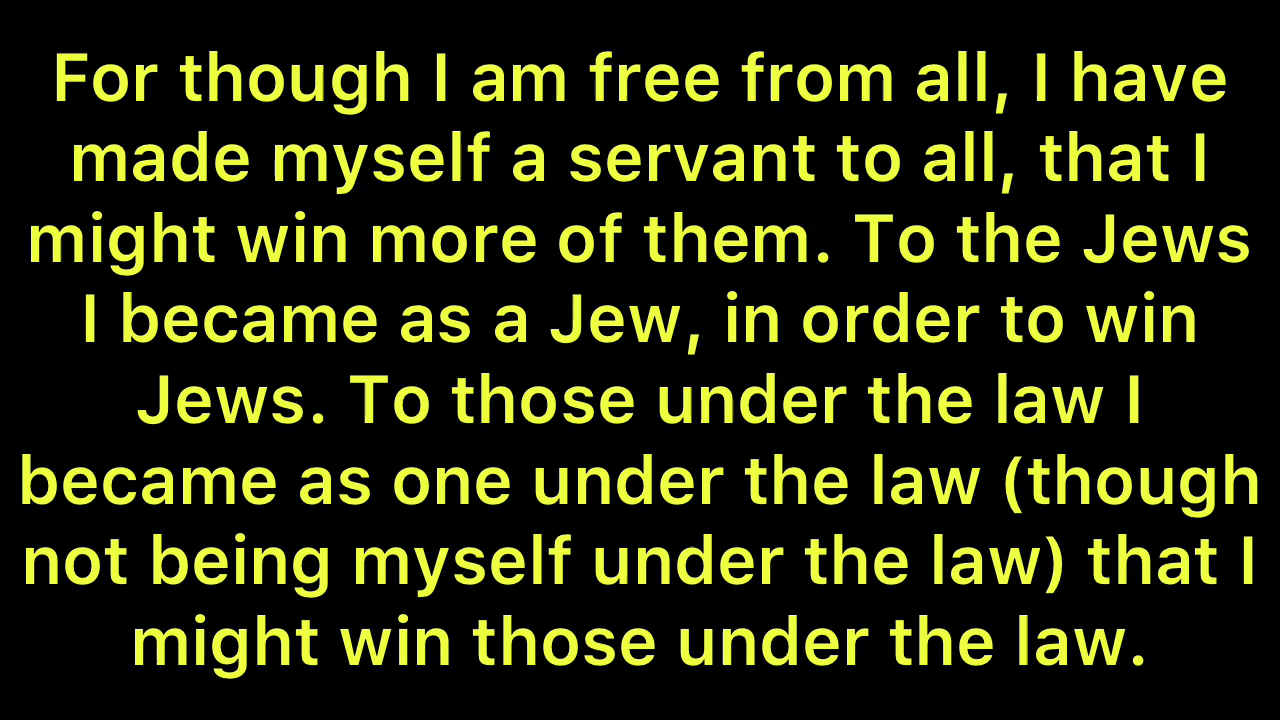 For though I am free from all, I have
made myself a servant to all, that I
might win more of them. To the Jews
I became as a Jew, in order to win
Jews. To those under the law I
became as one under the law (though
not being myself under the law) that I
might win those under the law.